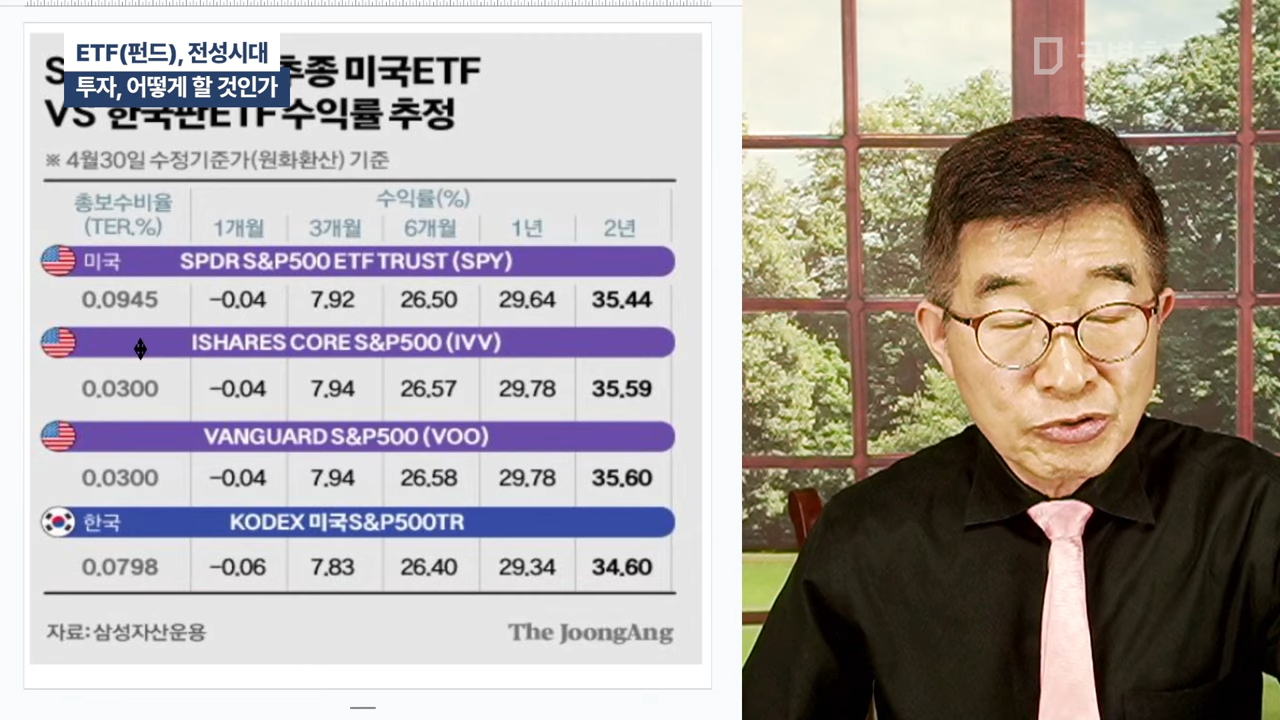 ETF(펀드), 전성시대
투자, 어떻게 할 것인가
추종 미국ETF
VS 한국판ETF 수익률 추정
※ 4월30일 수정기준가(원화환산) 기준
총보수비율 수익률(%)
(TER,%) 1개월 3개월 6개월 1년 2년
미국 SPDR S&P500 ETF TRUST (SPY)
0.0945 -0.04 7.92 26.50 29.64 35.44
ISHARES CORE S&P500 (IVV)
0.0300 -0.04 7.94 26.57 29.78 35.59
VANGUARD S&P500 (VOO)
0.0300 -0.04 7.94 26.58 29.78 35.60
한국 KODEX 미국S&P500TR
0.0798 -0.06 7.83 26.40 29.34 34.60
자료:삼성자산운용 The JoongAng